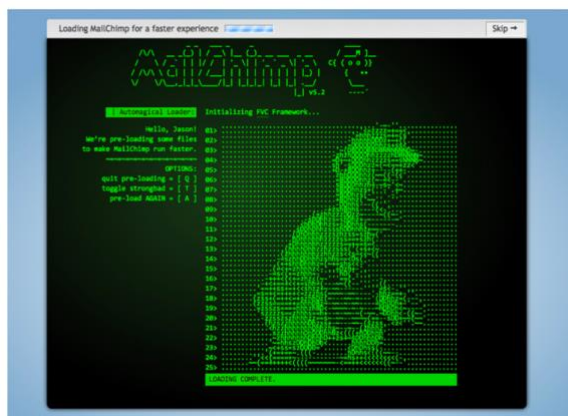 Loading MailChimp for a faster experience
Skip →
MailChimp
v5.2
[ Automagical Loader:
Initializing FVC Framework...
Hello, Jason!
We're pre-loading some files
to make MailChimp run faster.
OPTIONS:
quit pre-loading = [ Q ]
toggle strongbad = [ T ]
pre-load AGAIN = [ A ]
01>
02>
03>
04>
05>
06>
07>
08>
09>
10>
11>
12>
13>
14>
15>
16>
17>
18>
19>
20>
21>
22>
23>
24>
25>
LOADING COMPLETE.